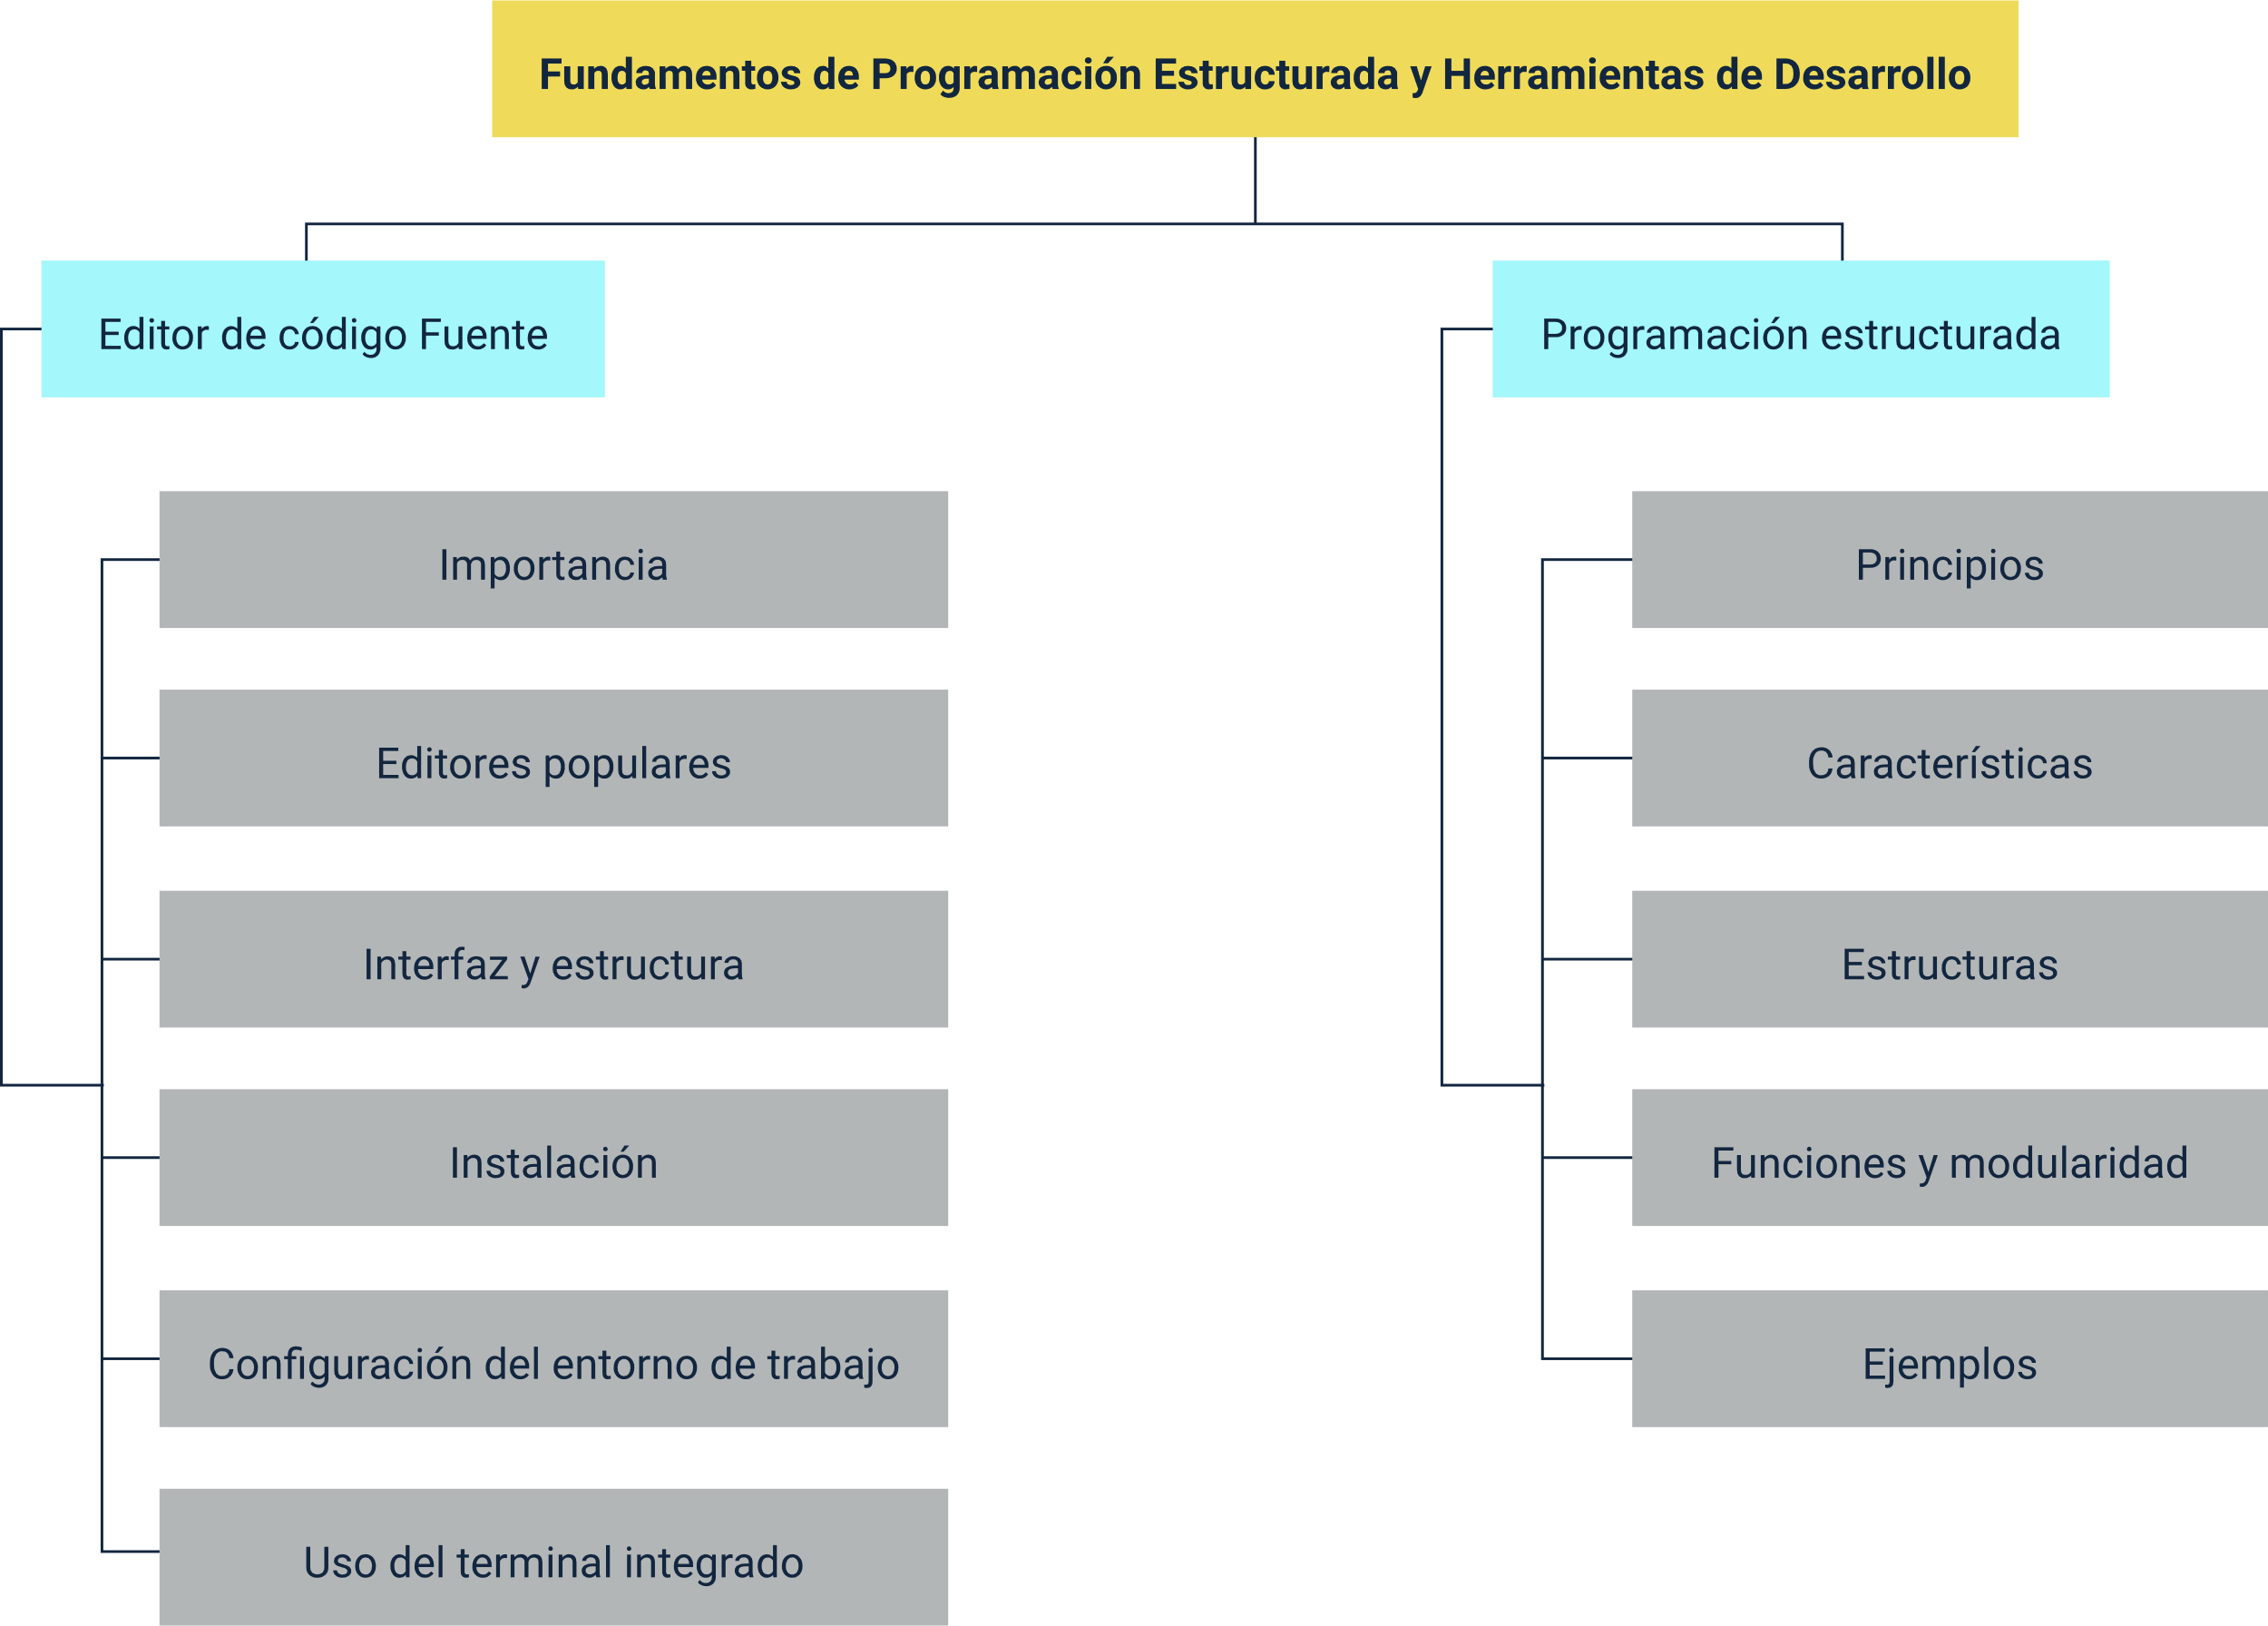 Fundamentos de Programación Estructurada y Herramientas de Desarrollo
Editor de código Fuente
Importancia
Editores populares
Interfaz y estructura
Instalación
Configuración del entorno de trabajo
Uso del terminal integrado
Programación estructurada
Principios
Características
Estructuras
Funciones y modularidad
Ejemplos